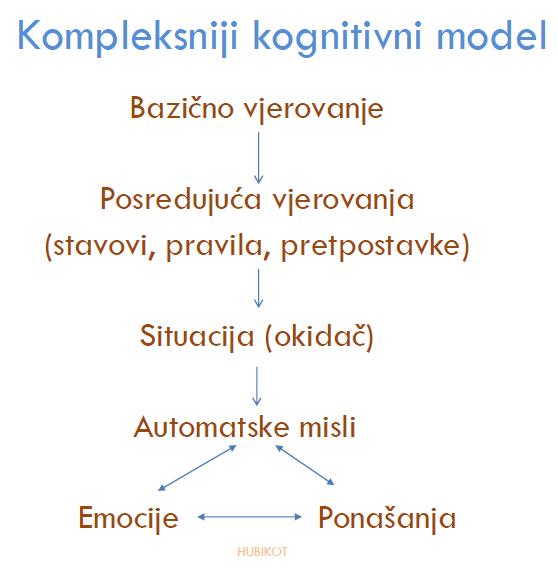 Kompleksniji kognitivni model
Bazično vjerovanje
Posredujuća vjerovanja
(stavovi, pravila, pretpostavke)
Situacija (okidač)
Automatske misli
Emocije
Ponašanja
HUBIKOT